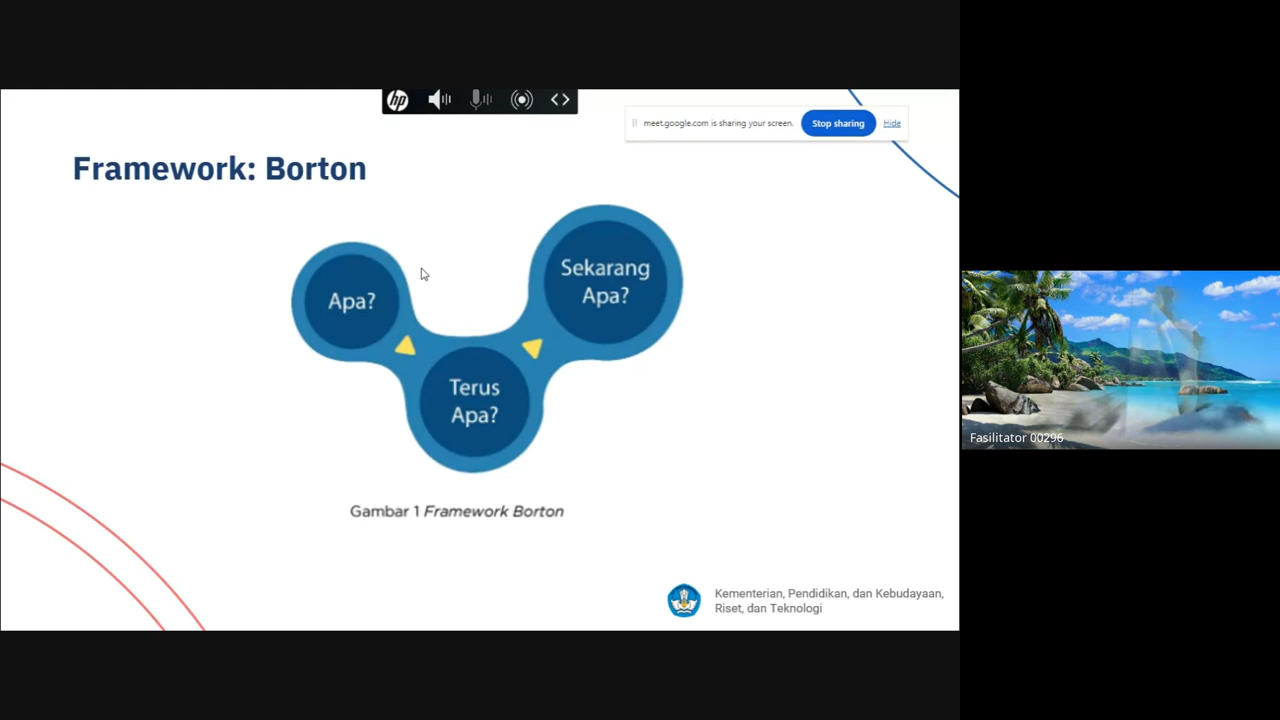 hp
meet.google.com is sharing your screen.
Stop sharing
Hide
Framework: Borton
Apa?
Terus
Apa?
Sekarang
Apa?
Gambar 1 Framework Borton
Kementerian, Pendidikan, dan Kebudayaan,
Riset, dan Teknologi
Fasilitator 00296